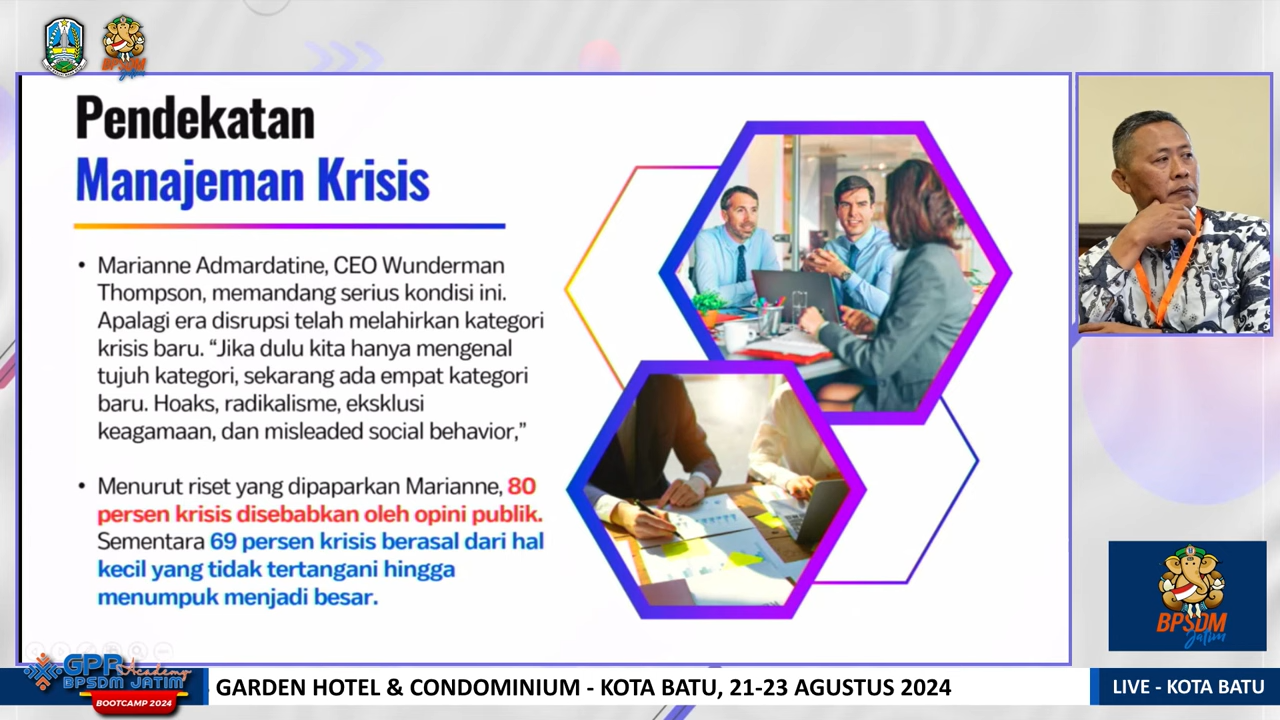 BPSDM
Jatim
Pendekatan
Manajeman Krisis
• Marianne Admardatine, CEO Wunderman
Thompson, memandang serius kondisi ini.
Apalagi era disrupsi telah melahirkan kategori
krisis baru. “Jika dulu kita hanya mengenal
tujuh kategori, sekarang ada empat kategori
baru. Hoaks, radikalisme, eksklusi
keagamaan, dan misleaded social behavior,”
• Menurut riset yang dipaparkan Marianne, 80
persen krisis disebabkan oleh opini publik.
Sementara 69 persen krisis berasal dari hal
kecil yang tidak tertangani hingga
menumpuk menjadi besar.
BPSDM
Jatim
GPR Academy
BPSDM JATIM
BOOTCAMP 2024
GARDEN HOTEL & CONDOMINIUM - KOTA BATU, 21-23 AGUSTUS 2024
LIVE - KOTA BATU